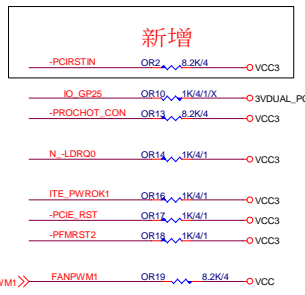 新增
-PCIRSTIN OR2 8.2K/4 VCC3
IO_GP25 OR10 1K/4/1/X 3VDUAL_PC
-PROCHOT_CON OR13 8.2K/4 VCC3
N_-LDRQ0 OR14 1K/4/1 VCC3
ITE_PWROK1 OR16 1K/4/1 VCC3
-PCIE_RST OR17 1K/4/1 VCC3
-PFMRST2 OR18 1K/4/1 VCC3
WM1 FANPWM1 OR19 8.2K/4 VCC